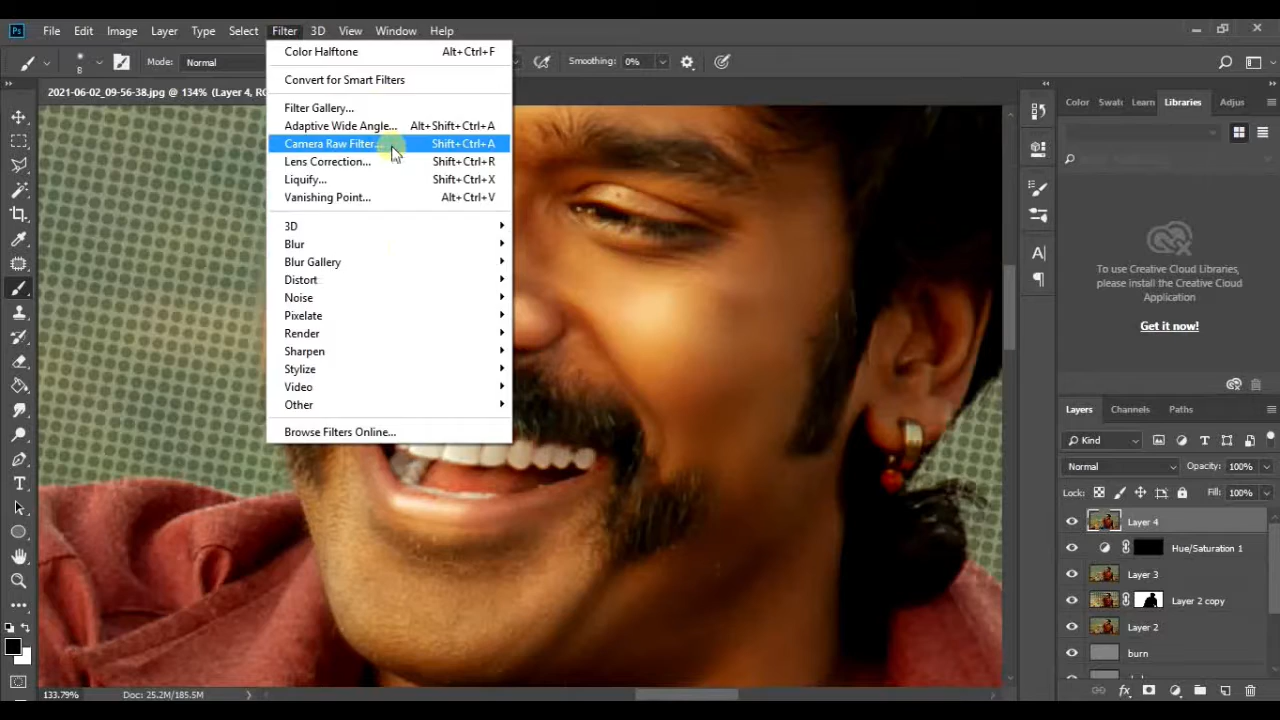 Ps File Edit Image Layer Type Select Filter 3D View Window Help
8 Mode: Normal Smoothing: 0%
2021-06-02_09-56-38.jpg @ 134% (Layer 4, RG
Color Halftone Alt+Ctrl+F
Convert for Smart Filters
Filter Gallery...
Adaptive Wide Angle... Alt+Shift+Ctrl+A
Camera Raw Filter... Shift+Ctrl+A
Lens Correction... Shift+Ctrl+R
Liquify... Shift+Ctrl+X
Vanishing Point... Alt+Ctrl+V
3D
Blur
Blur Gallery
Distort
Noise
Pixelate
Render
Sharpen
Stylize
Video
Other
Browse Filters Online...
Color Swatc Learn Libraries Adjus
To use Creative Cloud Libraries,
please install the Creative Cloud
Application
Get it now!
Layers Channels Paths
Kind
Normal Opacity: 100%
Lock: Fill: 100%
Layer 4
Hue/Saturation 1
Layer 3
Layer 2 copy
Layer 2
burn
133.79% Doc: 25.2M/185.5M